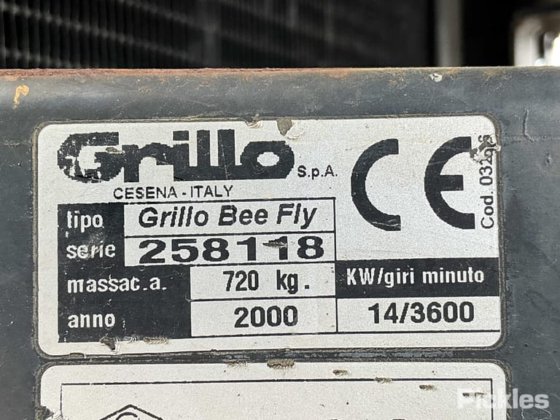 Grillo S.p.A.
CESENA - ITALY
tipo Grillo Bee Fly
serie 258118
massac.a. 720 kg. KW/giri minuto
anno 2000 14/3600
CE
Pickles